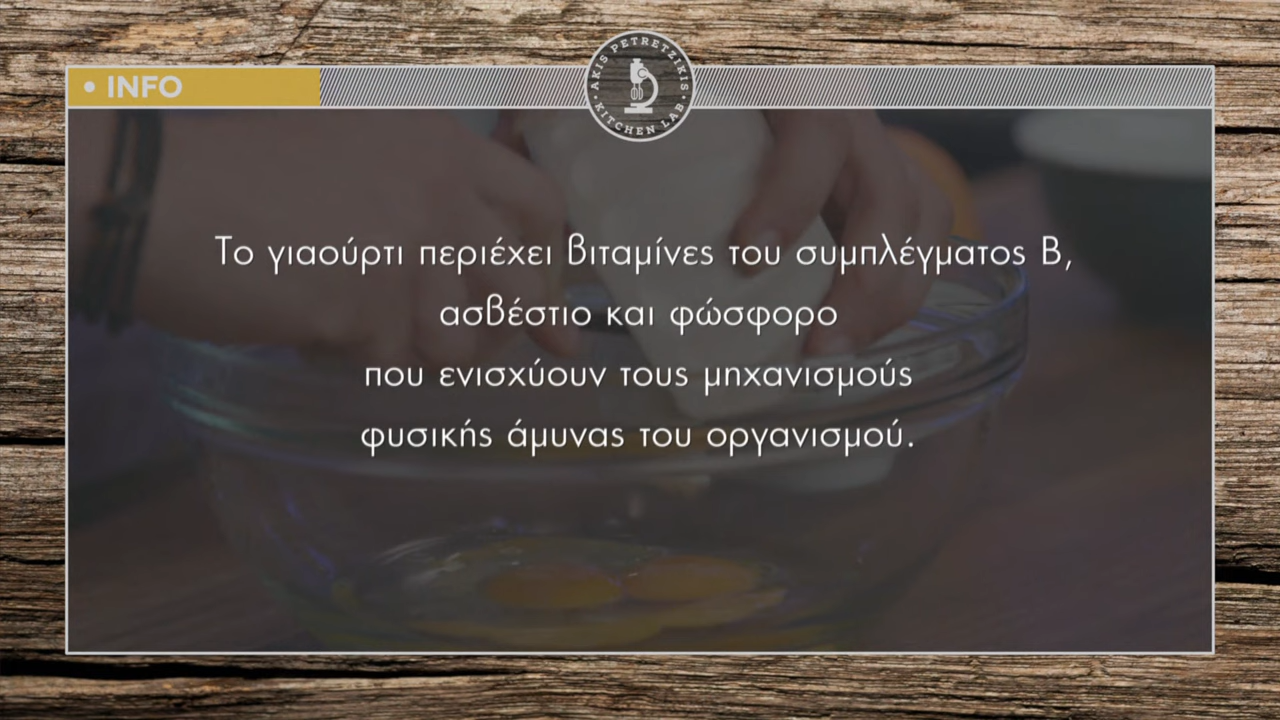 • INFO
AKIS PETRETZIKIS
• KITCHEN LAB •
Το γιαούρτι περιέχει βιταμίνες του συμπλέγματος Β,
ασβέστιο και φώσφορο
που ενισχύουν τους μηχανισμούς
φυσικής άμυνας του οργανισμού.